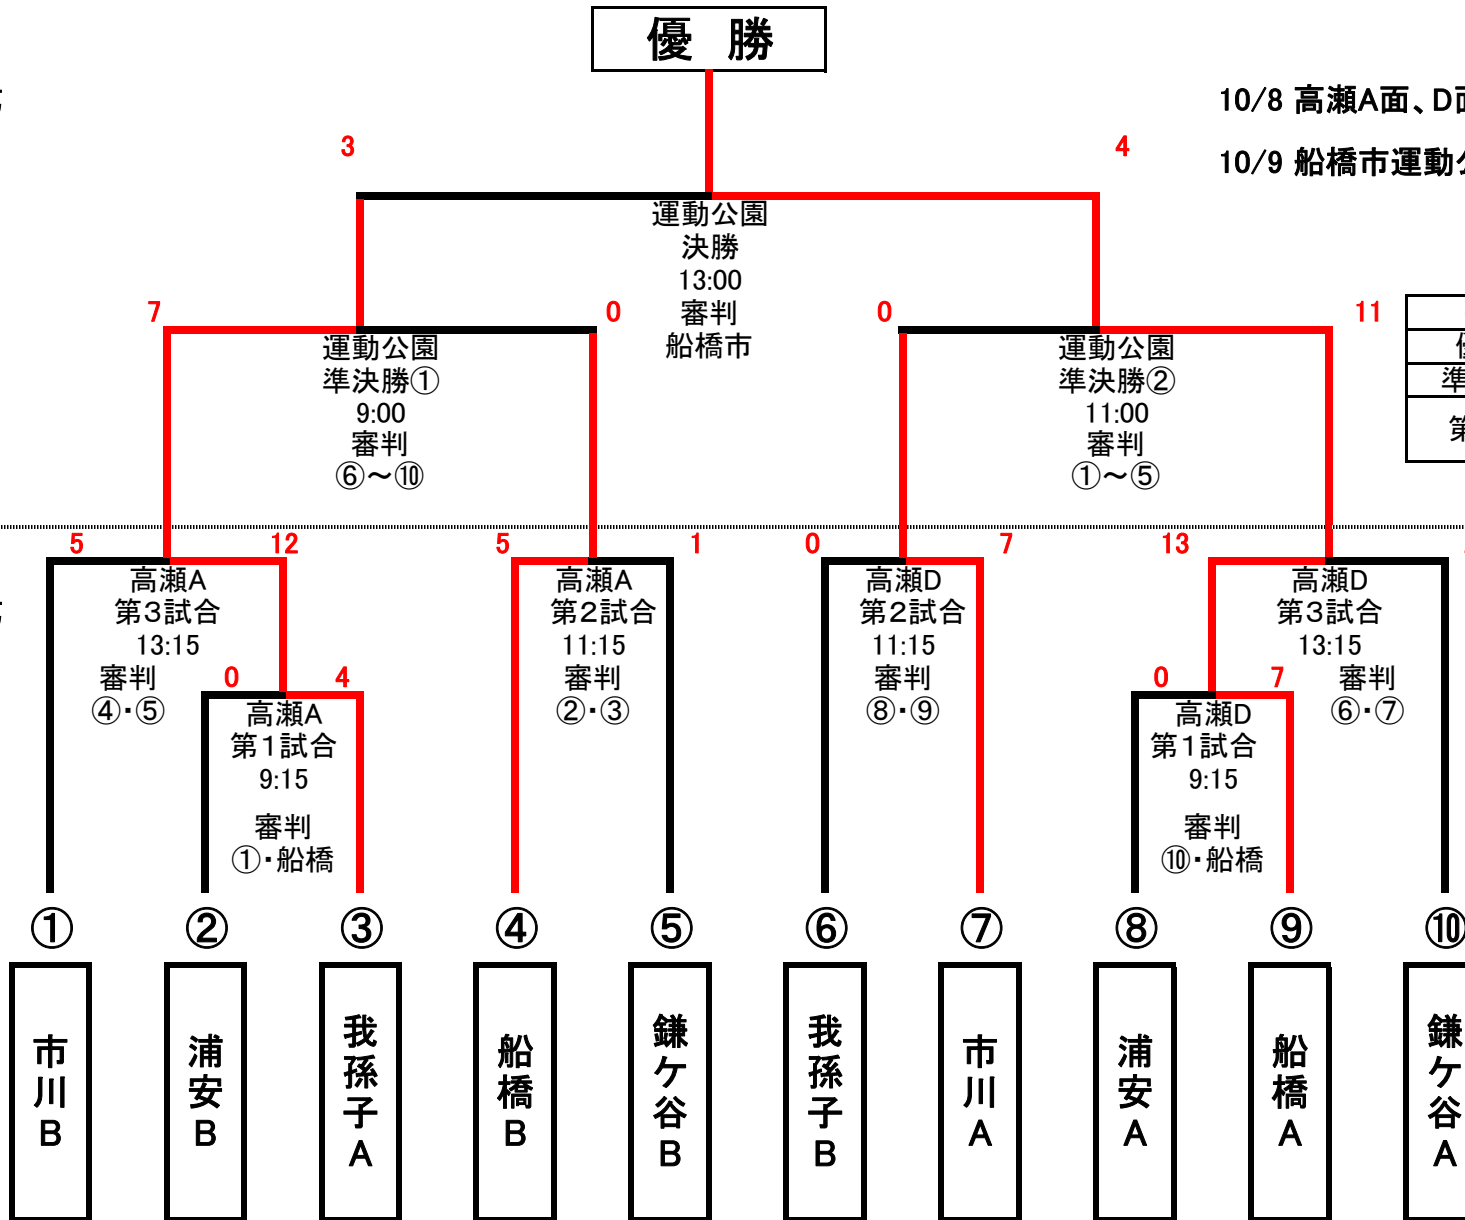 優 勝
10/8 高瀬A面、D面
10/9 船橋市運動公
3
4
運動公園
決勝
13:00
審判
船橋市
7
0
0
11
運動公園
準決勝①
9:00
審判
⑥～⑩
運動公園
準決勝②
11:00
審判
①～⑤
準
第
5
12
5
1
0
7
13
高瀬A
第3試合
13:15
審判
④・⑤
高瀬A
第2試合
11:15
審判
②・③
高瀬D
第2試合
11:15
審判
⑧・⑨
高瀬D
第3試合
13:15
審判
⑥・⑦
0
4
0
7
高瀬A
第1試合
9:15
審判
①・船橋
高瀬D
第1試合
9:15
審判
⑩・船橋
①
②
③
④
⑤
⑥
⑦
⑧
⑨
⑩
市川B
浦安B
我孫子A
船橋B
鎌ケ谷B
我孫子B
市川A
浦安A
船橋A
鎌ケ谷A